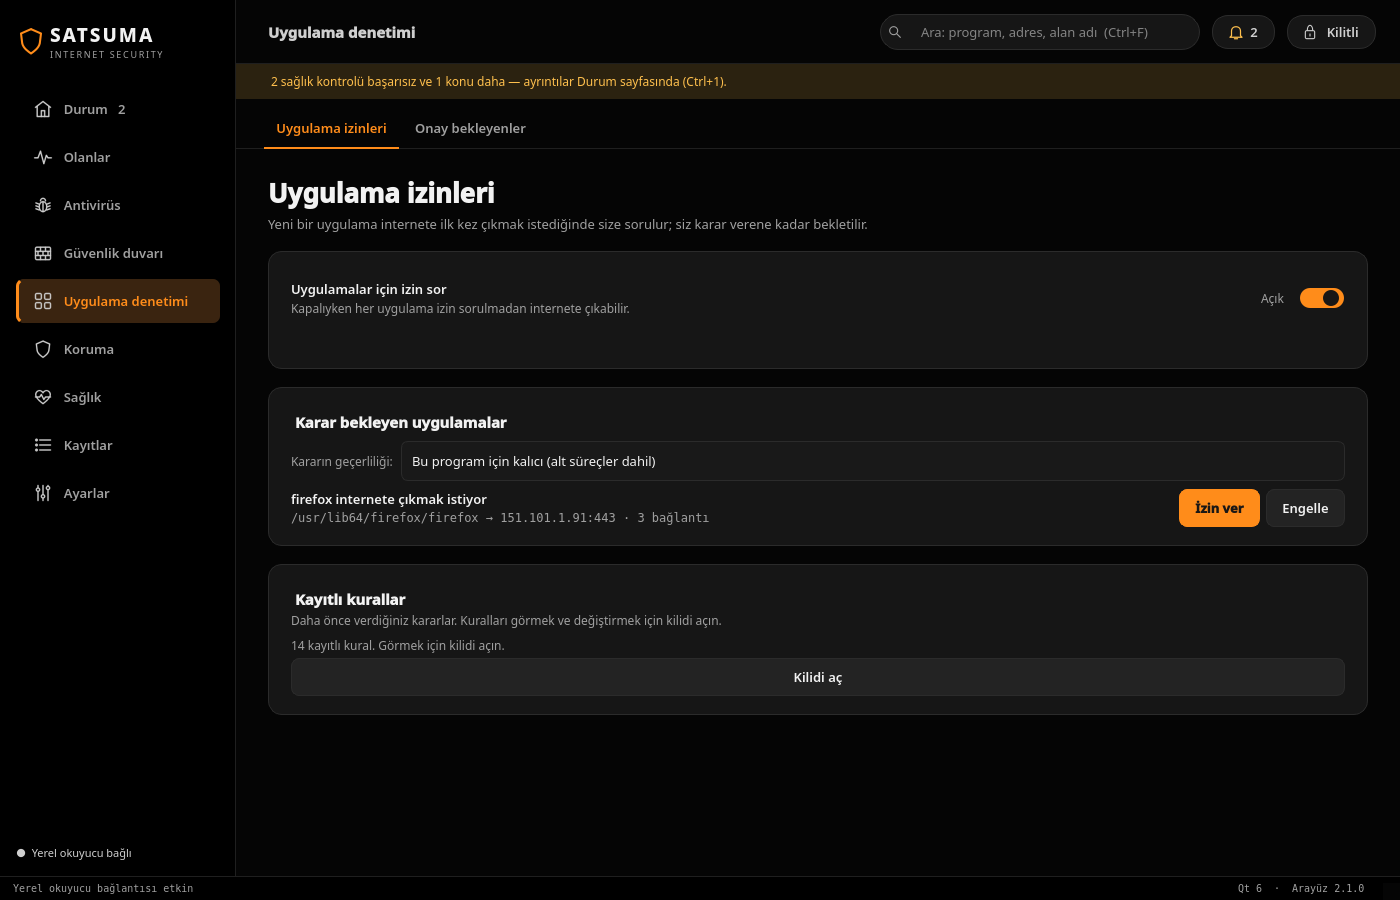 SATSUMA
INTERNET SECURITY
Durum 2
Olanlar
Antivirüs
Güvenlik duvarı
Uygulama denetimi
Koruma
Sağlık
Kayıtlar
Ayarlar
Yerel okuyucu bağlı
Uygulama denetimi
Ara: program, adres, alan adı (Ctrl+F)
2
Kilitli
2 sağlık kontrolü başarısız ve 1 konu daha — ayrıntılar Durum sayfasında (Ctrl+1).
Uygulama izinleri
Onay bekleyenler
Uygulama izinleri
Yeni bir uygulama internete ilk kez çıkmak istediğinde size sorulur; siz karar verene kadar bekletilir.
Uygulamalar için izin sor
Kapalıyken her uygulama izin sorulmadan internete çıkabilir.
Açık
Karar bekleyen uygulamalar
Kararın geçerliliği:
Bu program için kalıcı (alt süreçler dahil)
firefox internete çıkmak istiyor
/usr/lib64/firefox/firefox → 151.101.1.91:443 · 3 bağlantı
İzin ver
Engelle
Kayıtlı kurallar
Daha önce verdiğiniz kararlar. Kuralları görmek ve değiştirmek için kilidi açın.
14 kayıtlı kural. Görmek için kilidi açın.
Kilidi aç
Yerel okuyucu bağlantısı etkin
Qt 6 · Arayüz 2.1.0